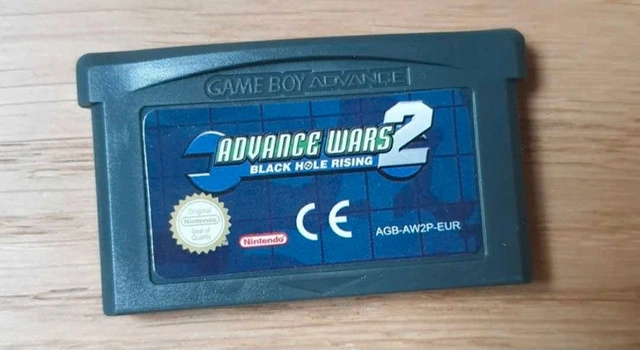 GAME BOY ADVANCE
ADVANCE WARS 2
BLACK HOLE RISING
Original
Nintendo
Seal of
Quality
Nintendo
CE
AGB-AW2P-EUR